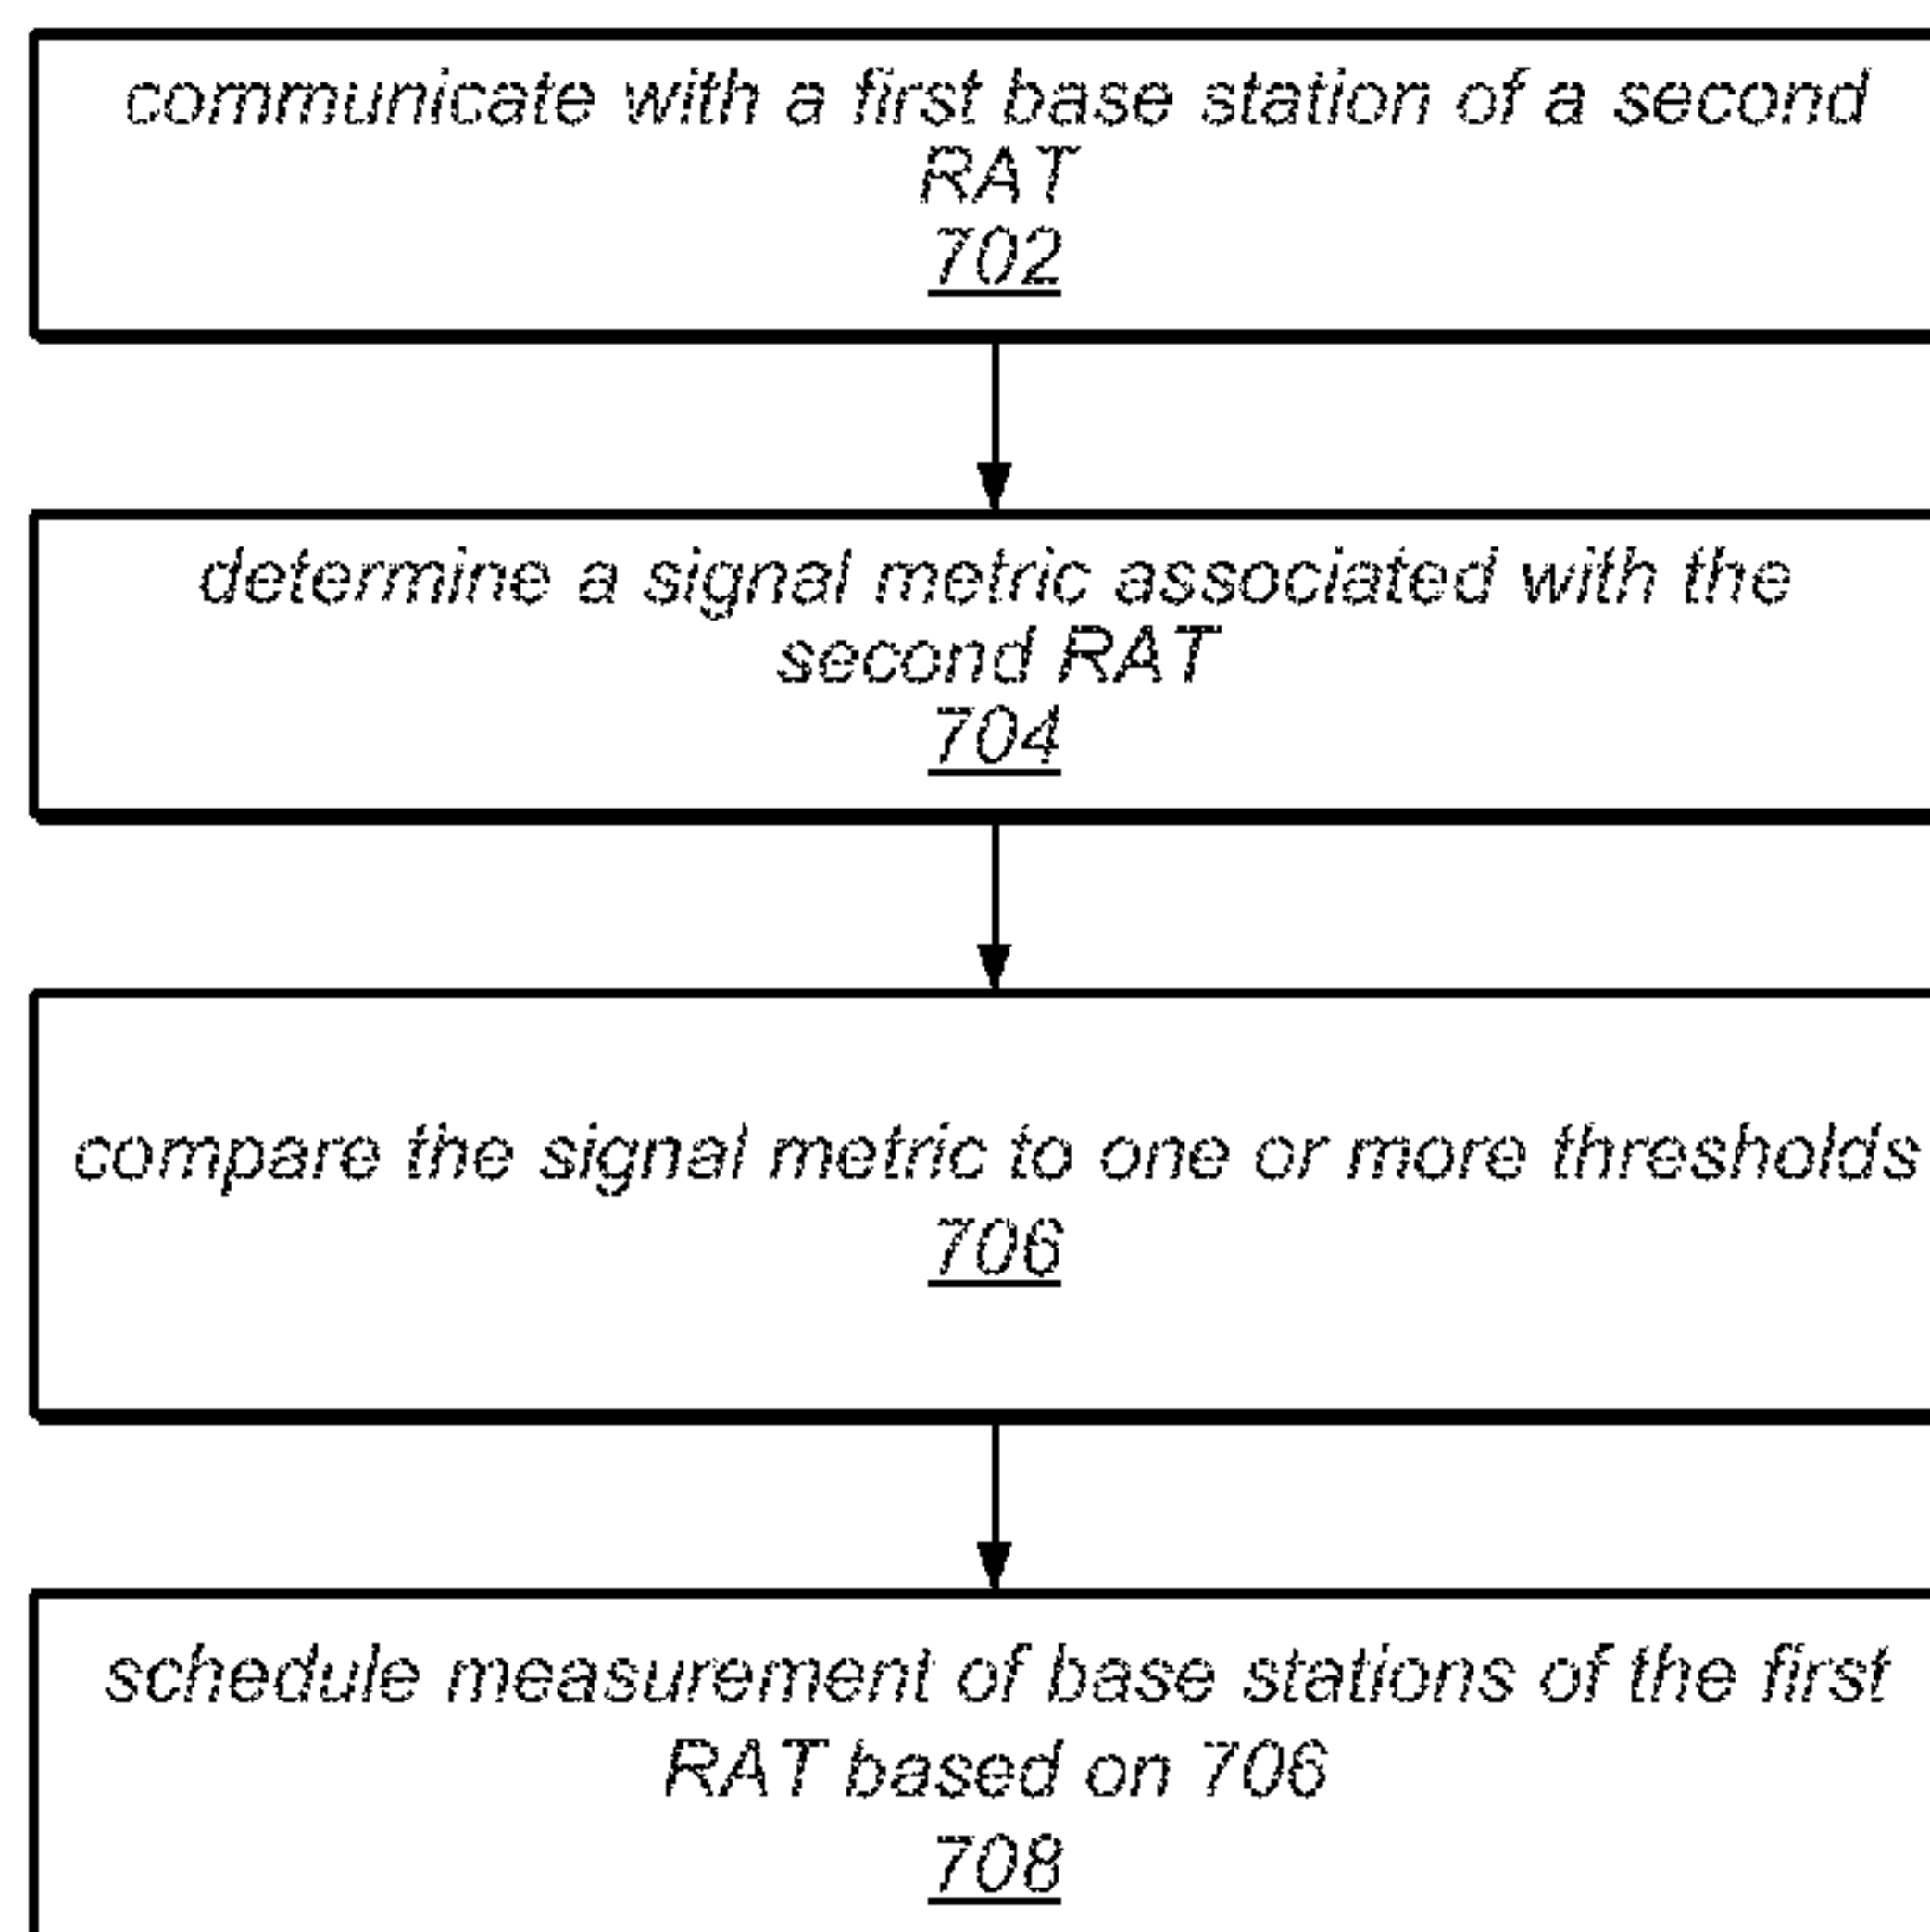 communicate with a first base station of a second
RAT
702
determine a signal metric associated with the
second RAT
704
compare the signal metric to one or more thresholds
706
schedule measurement of base stations of the first
RAT based on 706
708